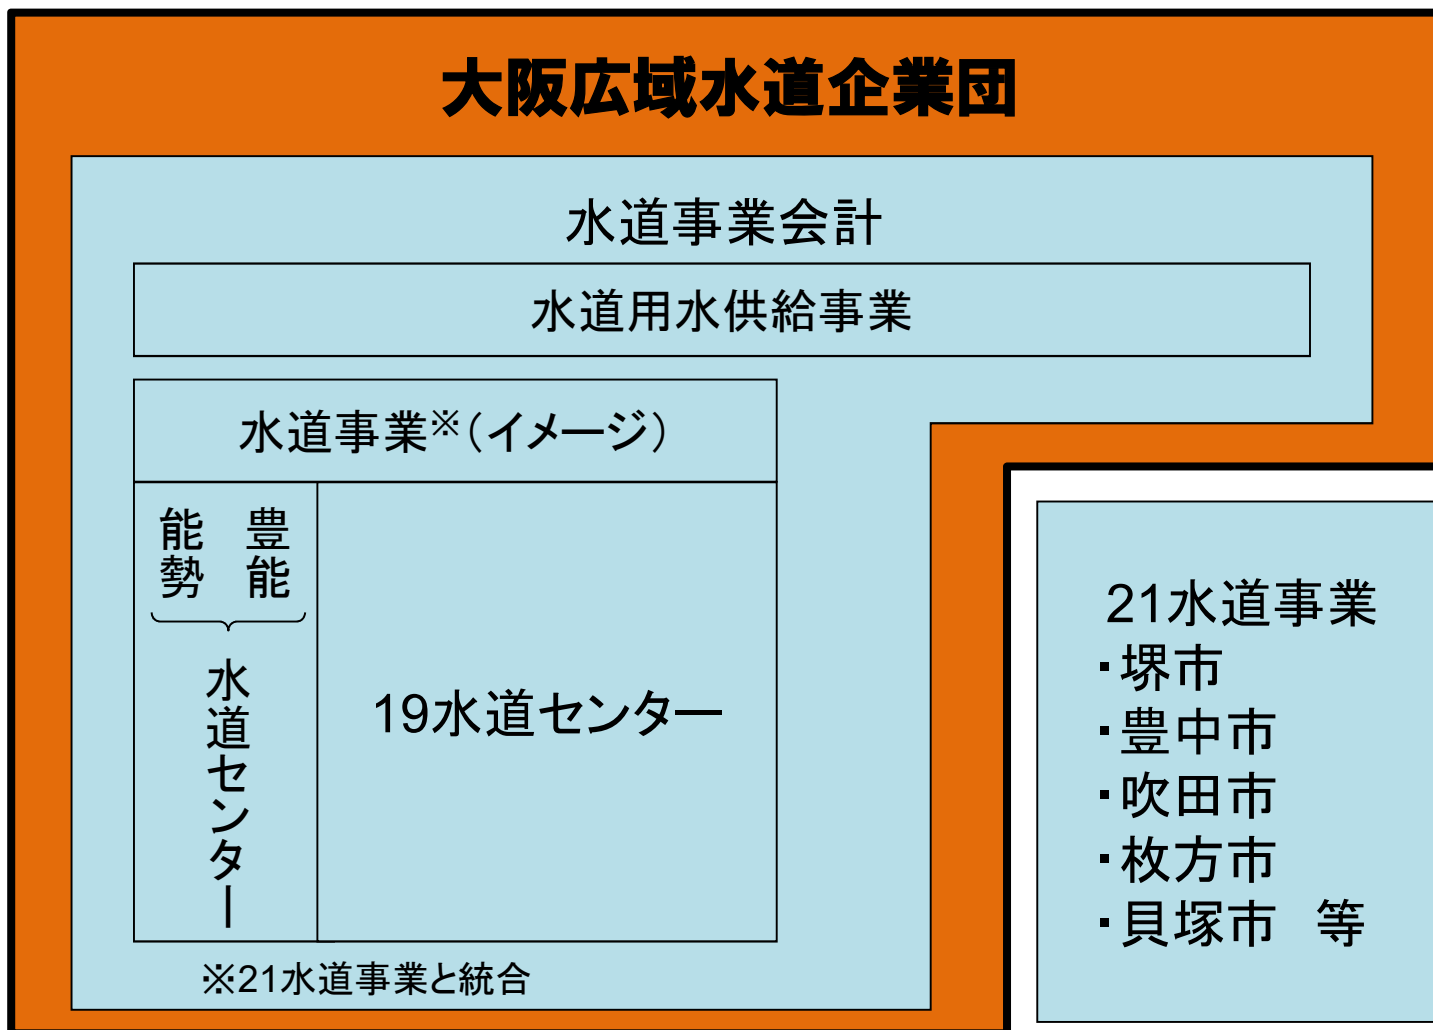 大阪広域水道企業団
水道事業会計
水道用水供給事業
水道事業※（イメージ）
豊能
能勢
水道センター
19水道センター
※21水道事業と統合
21水道事業
・堺市
・豊中市
・吹田市
・枚方市
・貝塚市　等